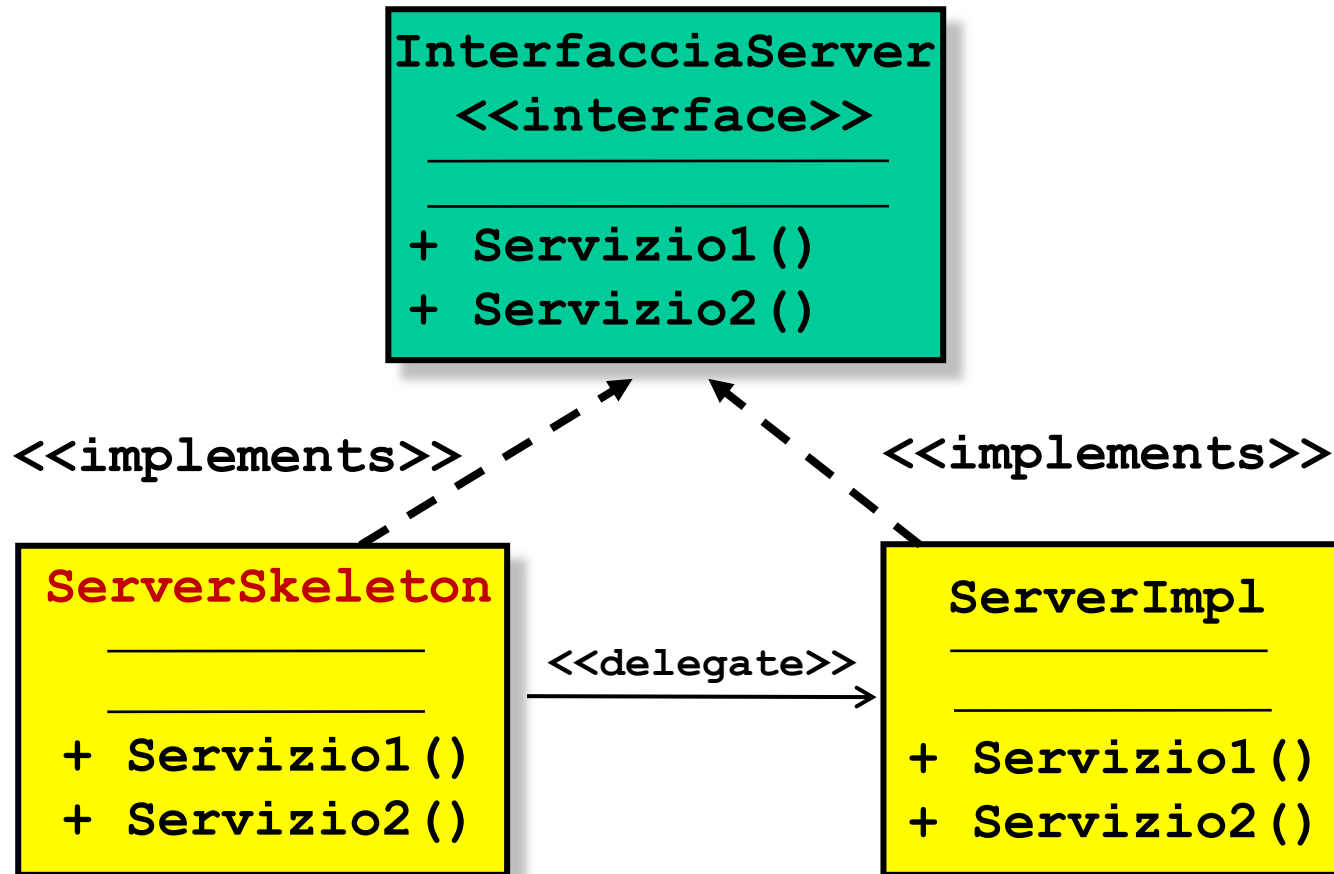 InterfacciaServer
<<interface>>
+ Servizio1()
+ Servizio2()
<<implements>>
<<implements>>
ServerSkeleton
+ Servizio1()
+ Servizio2()
<<delegate>>
ServerImpl
+ Servizio1()
+ Servizio2()